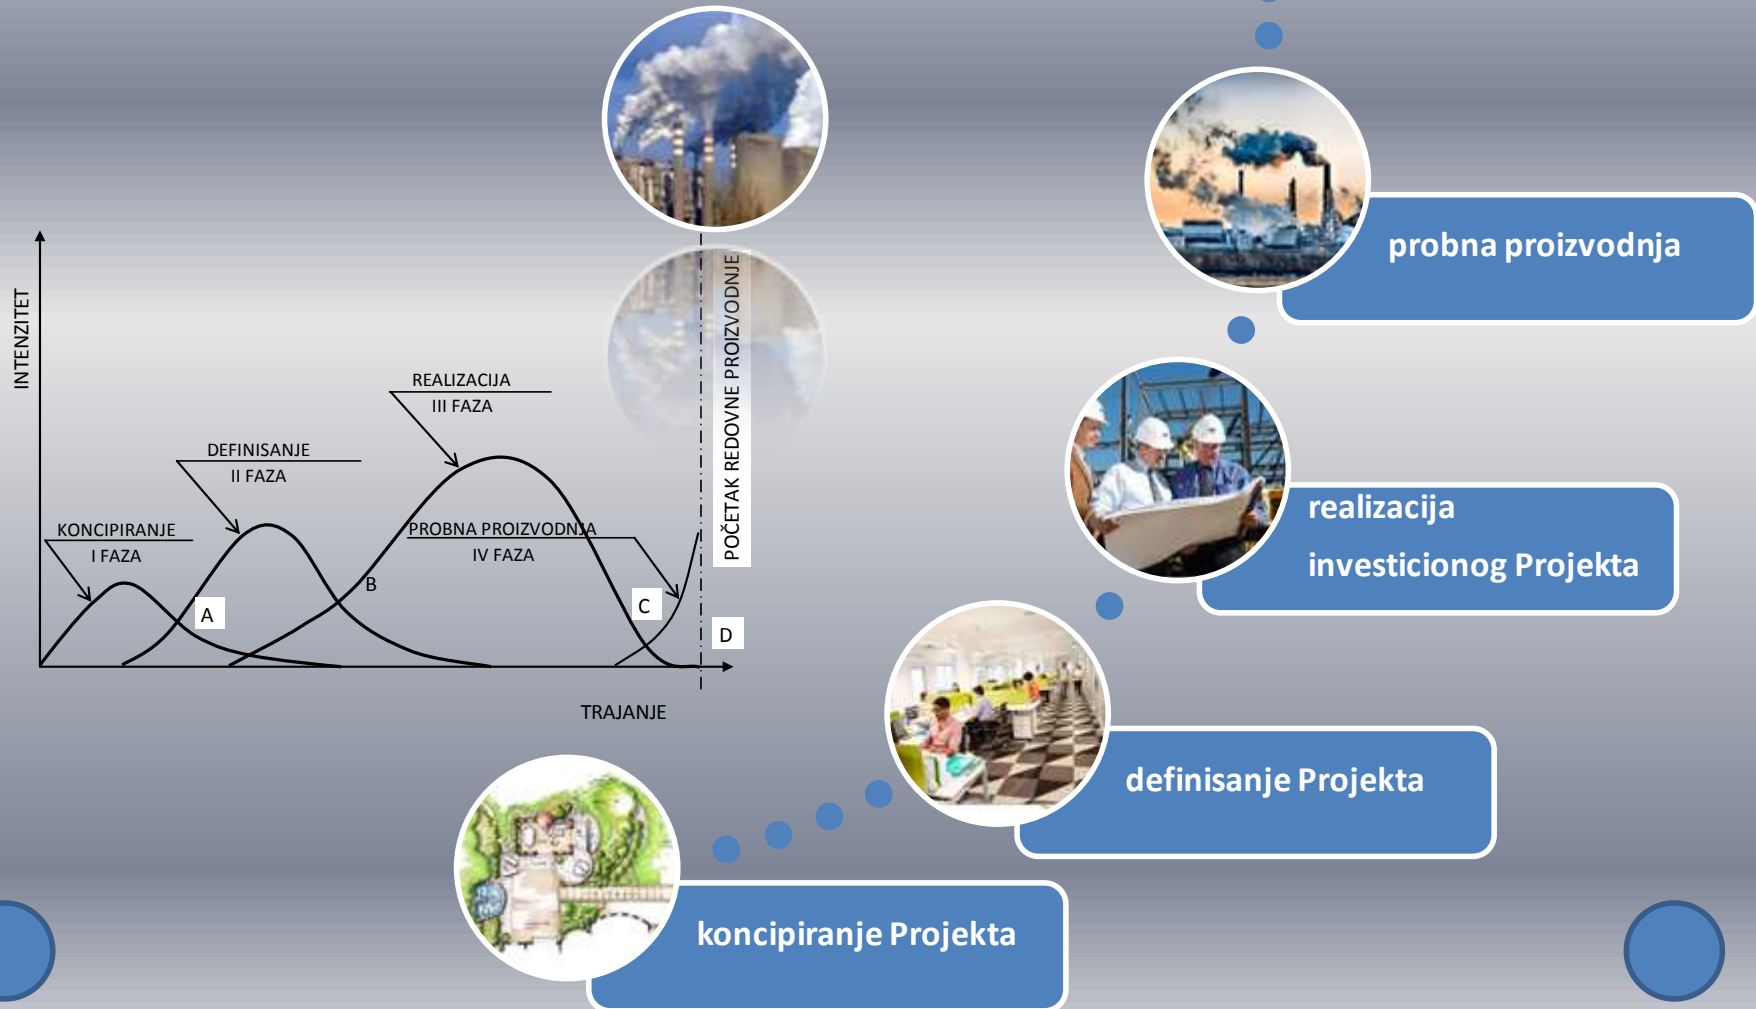 INTENZITET
KONCIPIRANJE
I FAZA
DEFINISANJE
II FAZA
REALIZACIJA
III FAZA
PROBNA PROIZVODNJA
IV FAZA
A
B
C
D
POČETAK REDOVNE PROIZVODNJE
TRAJANJE
probna proizvodnja
realizacija
investicionog Projekta
definisanje Projekta
koncipiranje Projekta